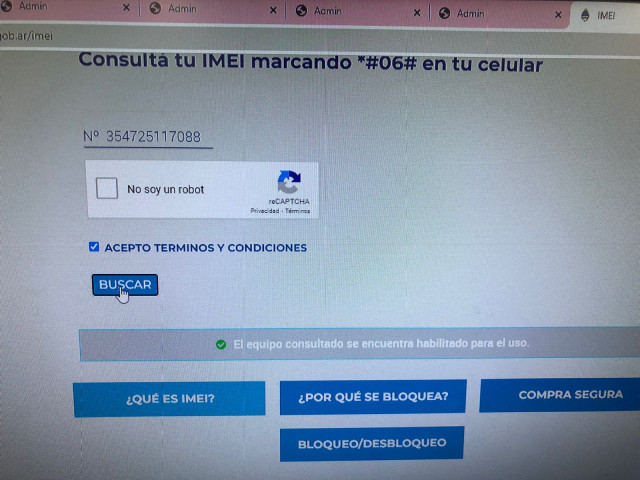 Admin
Admin
Admin
Admin
IMEI
gob.ar/imei
Consultá tu IMEI marcando *#06# en tu celular
Nº 354725117088
No soy un robot
reCAPTCHA
Privacidad - Términos
ACEPTO TERMINOS Y CONDICIONES
BUSCAR
El equipo consultado se encuentra habilitado para el uso.
¿QUÉ ES IMEI?
¿POR QUÉ SE BLOQUEA?
COMPRA SEGURA
BLOQUEO/DESBLOQUEO